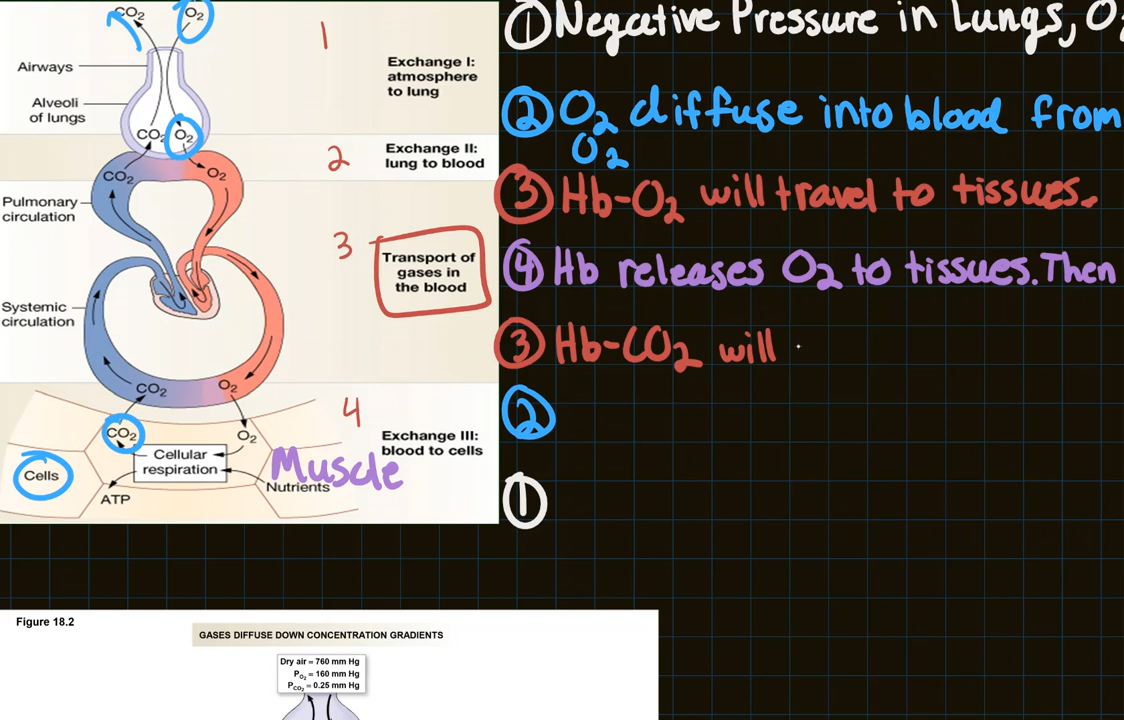 CO2
O2
1
① Negative Pressure in Lungs, O2
Airways
Exchange I:
atmosphere
to lung
Alveoli
of lungs
② O2 diffuse into blood from
O2
CO2
O2
Exchange II:
lung to blood
2
CO2
O2
③ Hb-O2 will travel to tissues.
Pulmonary
circulation
3
Transport of
gases in
the blood
④ Hb releases O2 to tissues. Then
Systemic
circulation
③ Hb-CO2 will
CO2
O2
②
4
CO2
O2
Exchange III:
blood to cells
Cellular
respiration
Muscle
Cells
Nutrients
ATP
①
Figure 18.2
GASES DIFFUSE DOWN CONCENTRATION GRADIENTS
Dry air = 760 mm Hg
PO2 = 160 mm Hg
PCO2 = 0.25 mm Hg